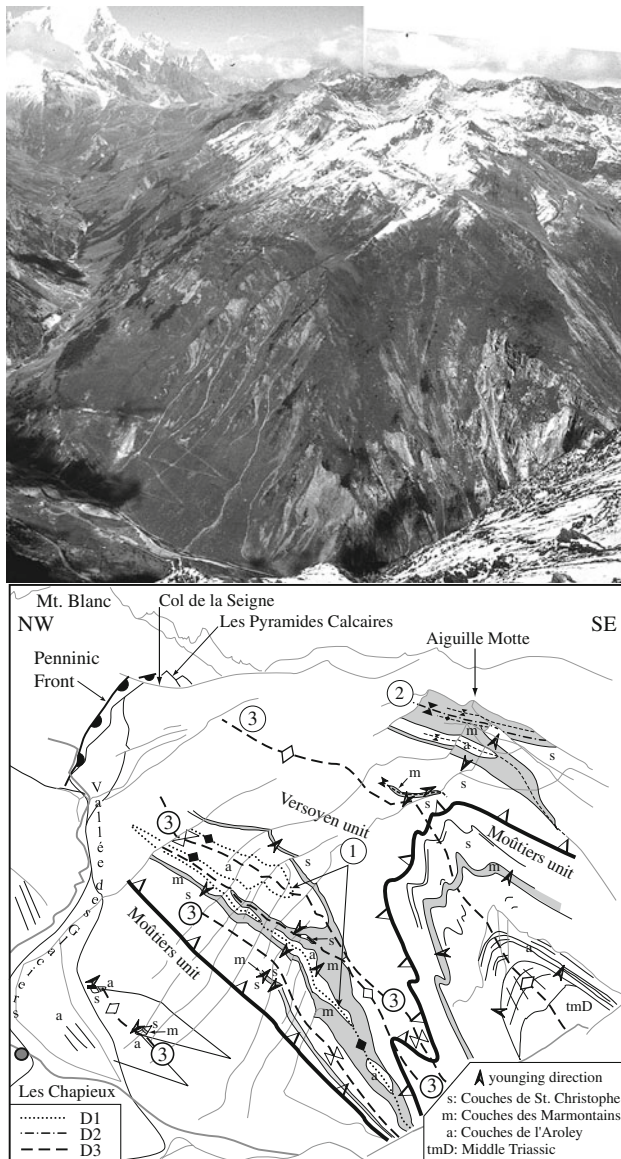 Mt. Blanc
Col de la Seigne
NW
Les Pyramides Calcaires
SE
Penninic
Front
Aiguille Motte
2
3
m
a
s
m
s
Versoyen unit
Moûtiers unit
Vallée des Glaciers
3
a
s
1
m
s
3
Moûtiers unit
s
a
m
m
s
m
s
m
a
tmD
a
s
a
s
m
a
3
3
a
3
Les Chapieux
D1
D2
D3
younging direction
s: Couches de St. Christophe
m: Couches des Marmontains
a: Couches de l'Aroley
tmD: Middle Triassic